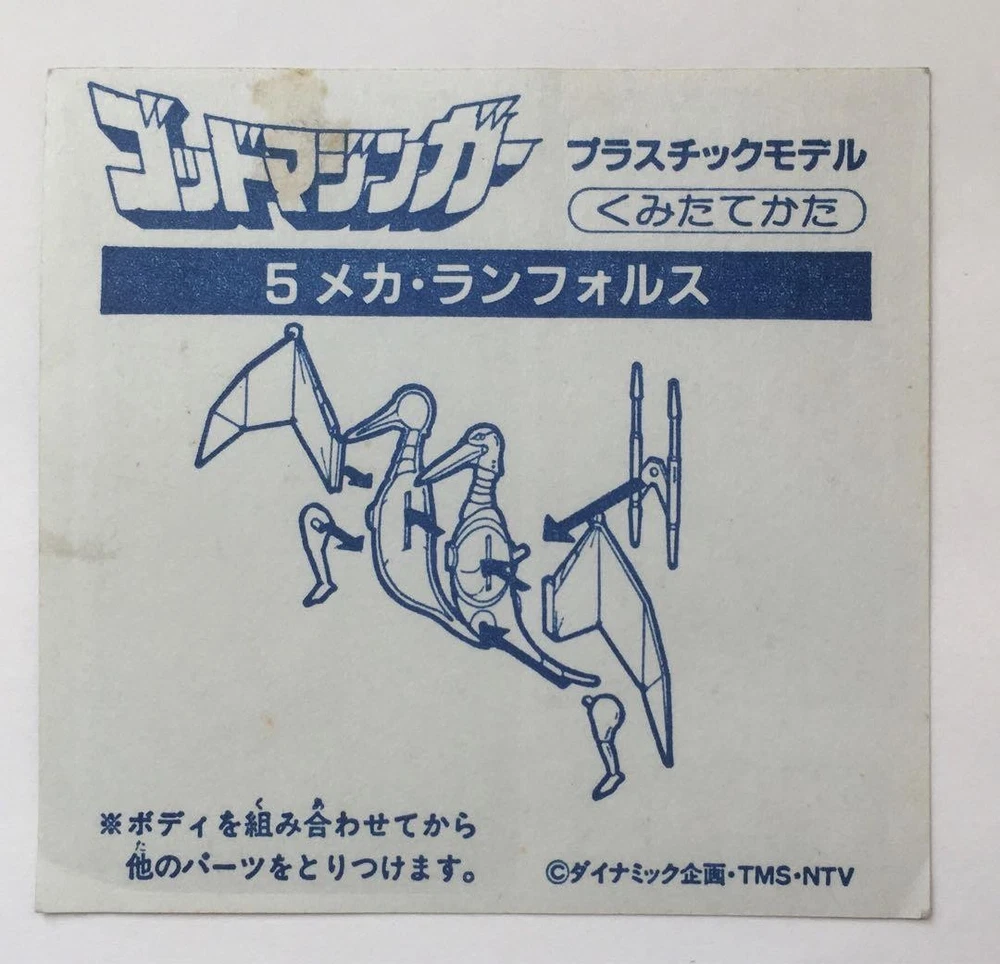 ゴッドマジンガー
プラスチックモデル
くみたてかた
5 メカ・ランフォルス
※ボディを組み合わせてから
他のパーツをとりつけます。
©ダイナミック企画・TMS・NTV